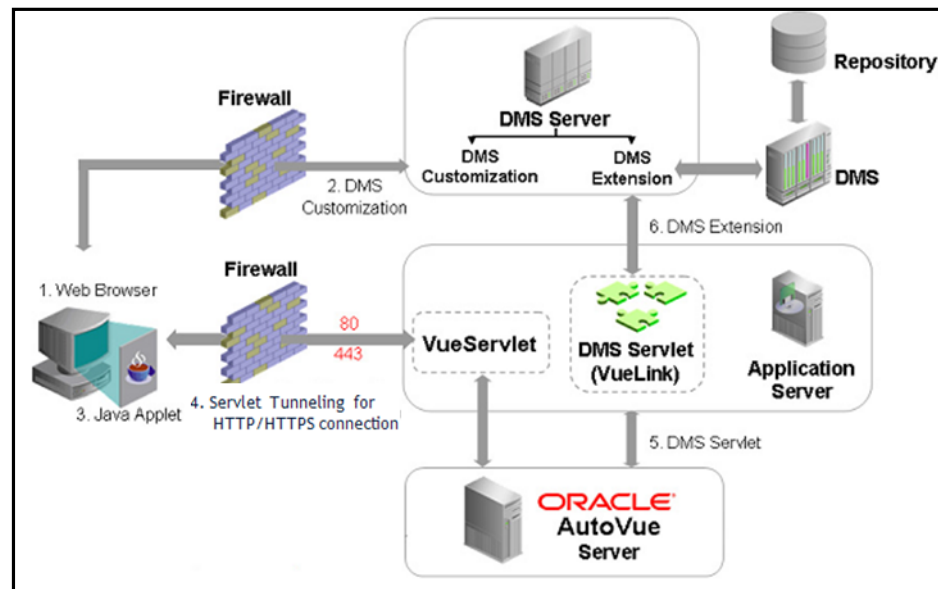 Firewall
DMS Server
DMS
Customization
DMS
Extension
Repository
DMS
2. DMS
Customization
6. DMS Extension
1. Web Browser
Firewall
80
443
VueServlet
DMS Servlet
(VueLink)
Application
Server
3. Java Applet
4. Servlet Tunneling for
HTTP/HTTPS connection
5. DMS Servlet
ORACLE®
AutoVue
Server